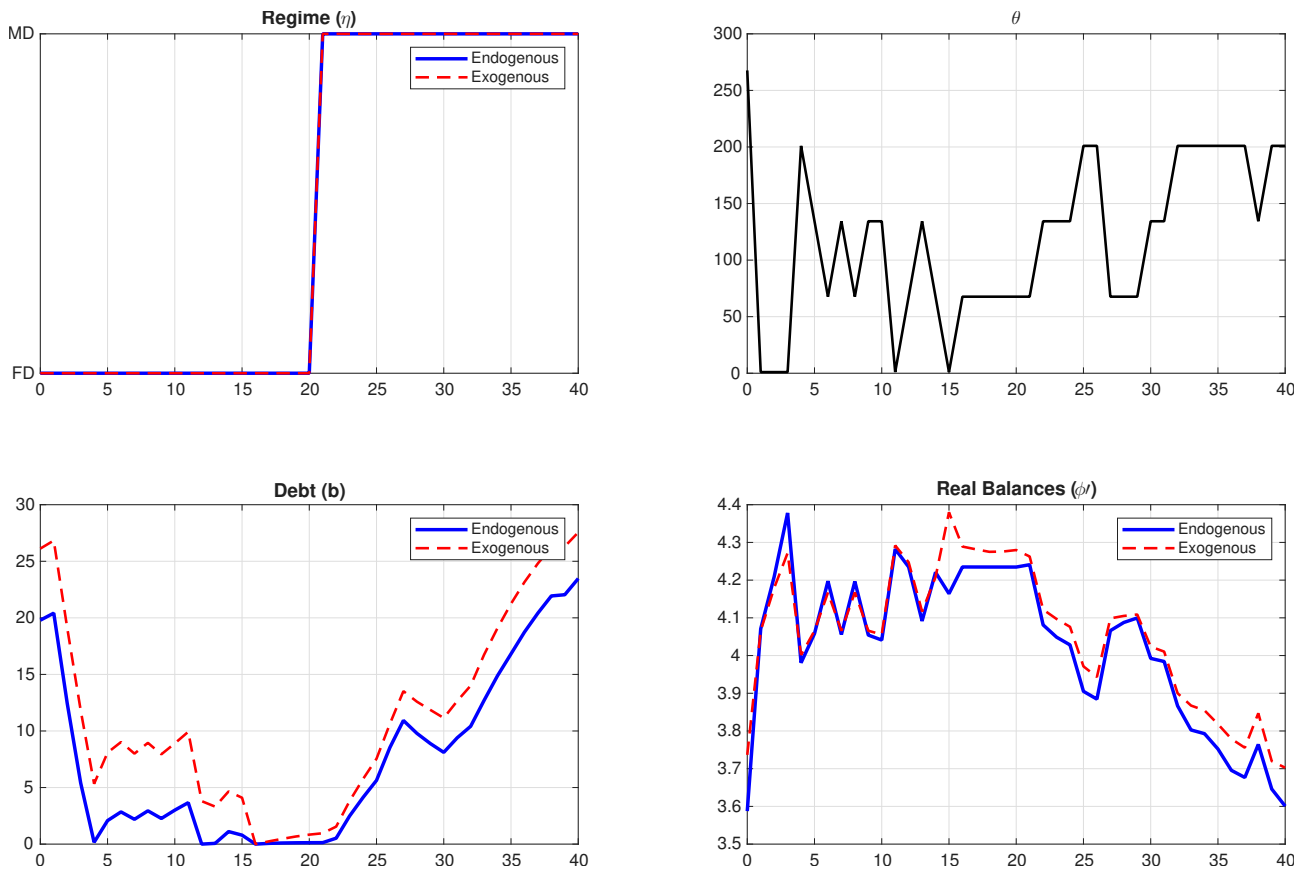 Regime (η)
MD
FD
Endogenous
Exogenous
0 5 10 15 20 25 30 35 40
θ
300
250
200
150
100
50
0
0 5 10 15 20 25 30 35 40
Debt (b)
30
25
20
15
10
5
0
Endogenous
Exogenous
0 5 10 15 20 25 30 35 40
Real Balances (ϕ′)
4.4
4.3
4.2
4.1
4
3.9
3.8
3.7
3.6
3.5
Endogenous
Exogenous
0 5 10 15 20 25 30 35 40